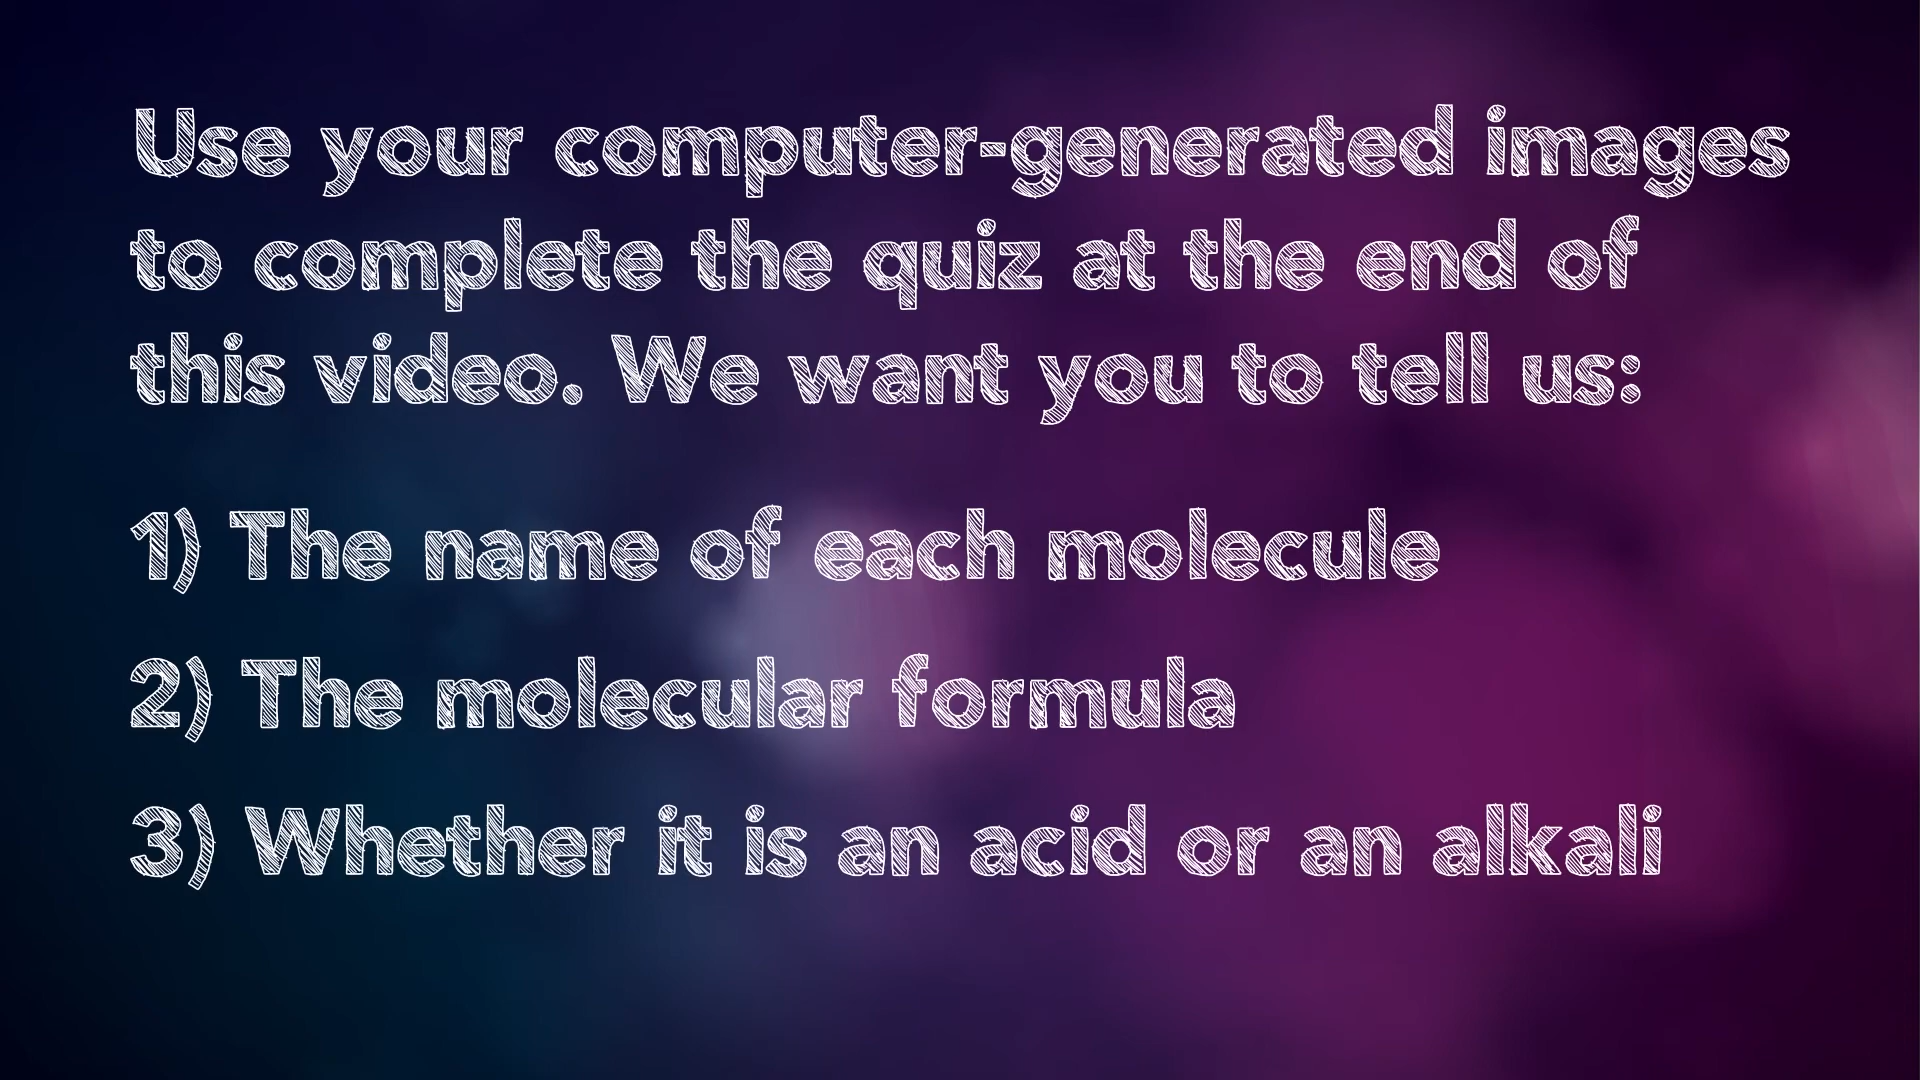 Use your computer-generated images
to complete the quiz at the end of
this video. We want you to tell us:
1) The name of each molecule
2) The molecular formula
3) Whether it is an acid or an alkali